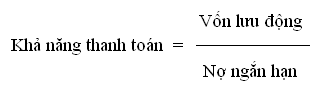 Vốn lưu động
Khả năng thanh toán =
Nợ ngắn hạn